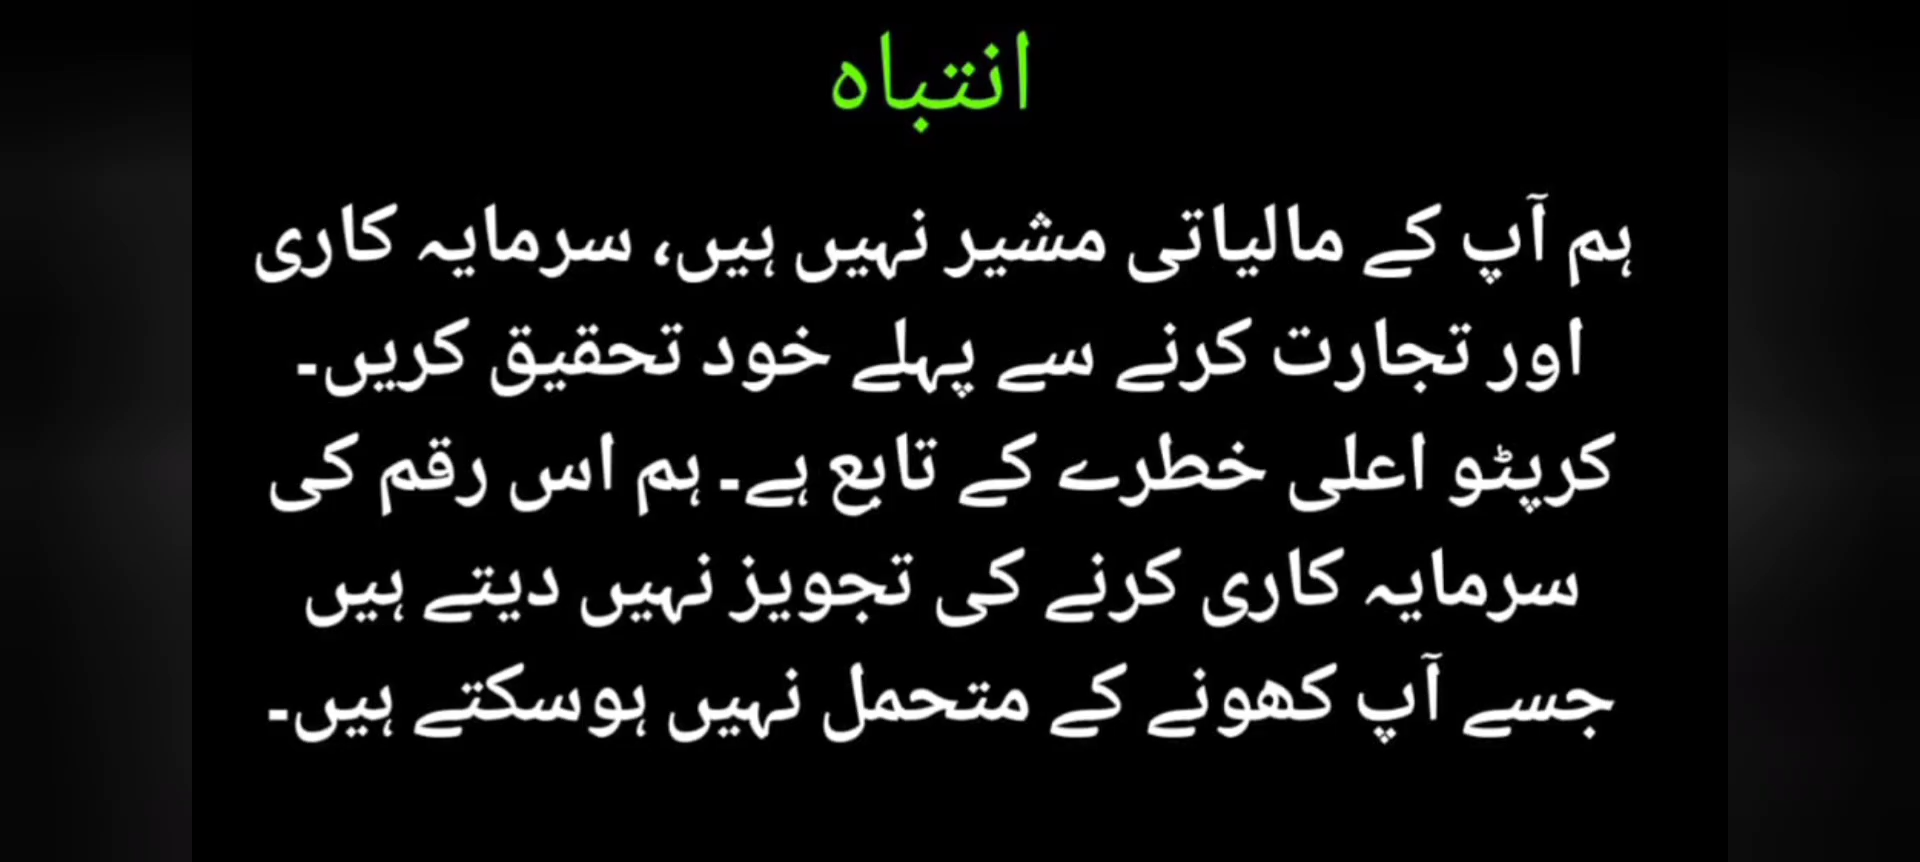 انتباہ
ہم آپ کے مالیاتی مشیر نہیں ہیں، سرمایہ کاری
اور تجارت کرنے سے پہلے خود تحقیق کریں۔
کرپٹو اعلی خطرے کے تابع ہے۔ ہم اس رقم کی
سرمایہ کاری کرنے کی تجویز نہیں دیتے ہیں
جسے آپ کھونے کے متحمل نہیں ہوسکتے ہیں۔